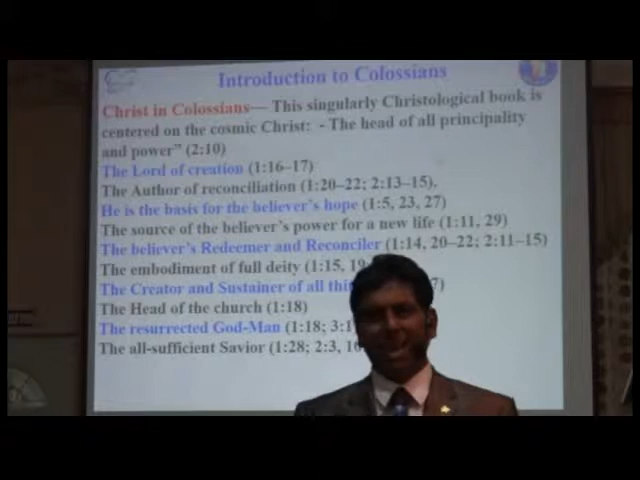 Introduction to Colossians
Christ in Colossians— This singularly Christological book is
centered on the cosmic Christ: - The head of all principality
and power” (2:10)
The Lord of creation (1:16–17)
The Author of reconciliation (1:20–22; 2:13–15).
He is the basis for the believer’s hope (1:5, 23, 27)
The source of the believer’s power for a new life (1:11, 29)
The believer’s Redeemer and Reconciler (1:14, 20–22; 2:11–15)
The embodiment of full deity (1:15, 19
The Creator and Sustainer of all 7)
The Head of the church (1:18)
The resurrected God-Man (1:18; 3:1
The all-sufficient Savior (1:28; 2:3,